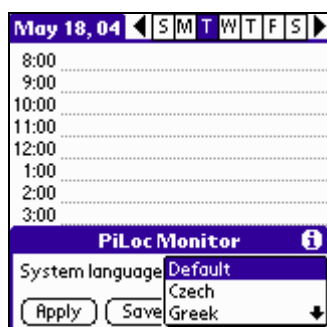 May 18, 04 S M T W T F S
8:00
9:00
10:00
11:00
12:00
1:00
2:00
3:00
PiLoc Monitor i
System language Default
Czech
Apply Save Greek